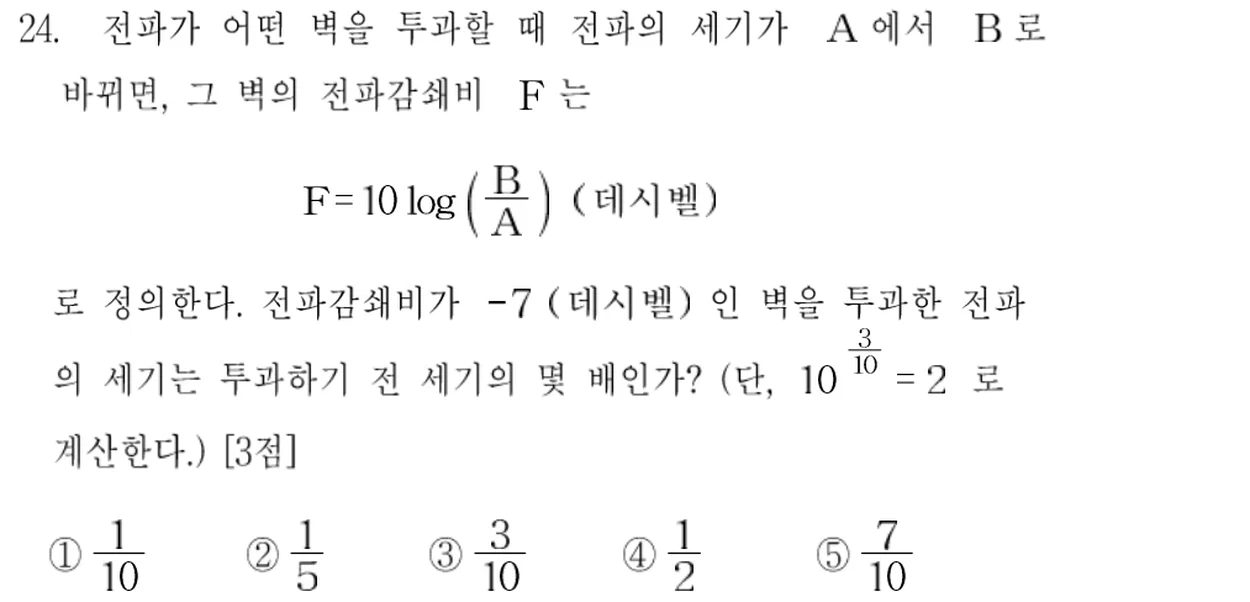 24. 전파가 어떤 벽을 투과할 때 전파의 세기가 A 에서 B 로
바뀌면, 그 벽의 전파감쇄비 F 는
F = 10 log (B/A) (데시벨)
로 정의한다. 전파감쇄비가 -7 (데시벨) 인 벽을 투과한 전파
의 세기는 투과하기 전 세기의 몇 배인가? (단, 10^(3/10) = 2 로
계산한다.) [3점]
① 1/10 ② 1/5 ③ 3/10 ④ 1/2 ⑤ 7/10